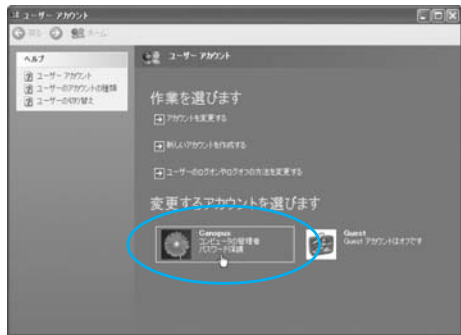 ユーザー アカウント
戻る
ホーム
ヘルプ
ユーザー アカウント
ユーザーのアカウントの種類
ユーザーの切り替え
ユーザー アカウント
作業を選びます
アカウントを変更する
新しいアカウントを作成する
ユーザーのログオンやログオフの方法を変更する
変更するアカウントを選びます
Canopus
コンピュータの管理者
パスワード保護
Guest
Guest アカウントはオフです